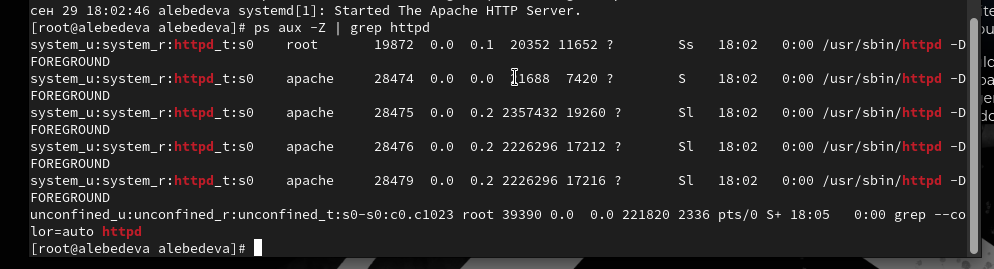 сен 29 18:02:46 alebedeva systemd[1]: Started The Apache HTTP Server.
[root@alebedeva alebedeva]# ps aux -Z | grep httpd
system_u:system_r:httpd_t:s0    root       19872  0.0  0.1  20352 11652 ?        Ss   18:02   0:00 /usr/sbin/httpd -D
FOREGROUND
system_u:system_r:httpd_t:s0    apache     28474  0.0  0.0  21688  7420 ?        S    18:02   0:00 /usr/sbin/httpd -D
FOREGROUND
system_u:system_r:httpd_t:s0    apache     28475  0.0  0.2 2357432 19260 ?       Sl   18:02   0:00 /usr/sbin/httpd -D
FOREGROUND
system_u:system_r:httpd_t:s0    apache     28476  0.0  0.2 2226296 17212 ?       Sl   18:02   0:00 /usr/sbin/httpd -D
FOREGROUND
system_u:system_r:httpd_t:s0    apache     28479  0.0  0.2 2226296 17216 ?       Sl   18:02   0:00 /usr/sbin/httpd -D
FOREGROUND
unconfined_u:unconfined_r:unconfined_t:s0-s0:c0.c1023 root 39390 0.0  0.0 221820 2336 pts/0 S+ 18:05   0:00 grep --co
lor=auto httpd
[root@alebedeva alebedeva]#